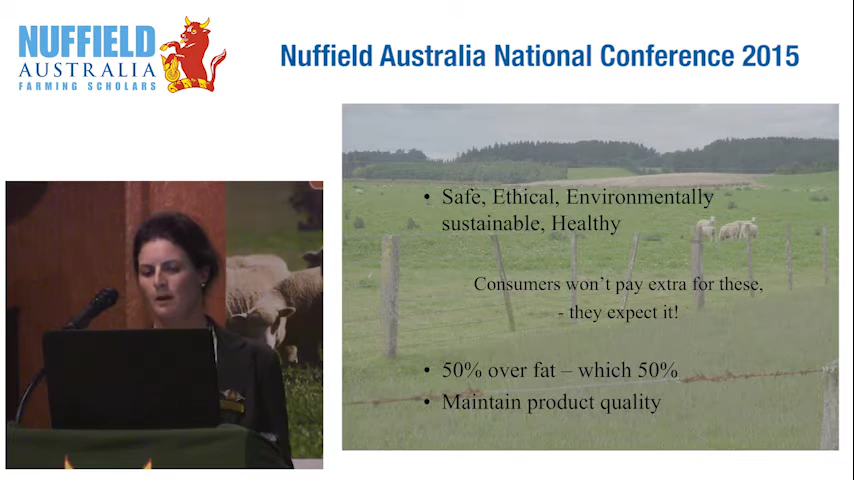 NUFFIELD
AUSTRALIA
FARMING SCHOLARS
Nuffield Australia National Conference 2015
• Safe, Ethical, Environmentally
sustainable, Healthy
Consumers won't pay extra for these,
- they expect it!
• 50% over fat – which 50%
• Maintain product quality